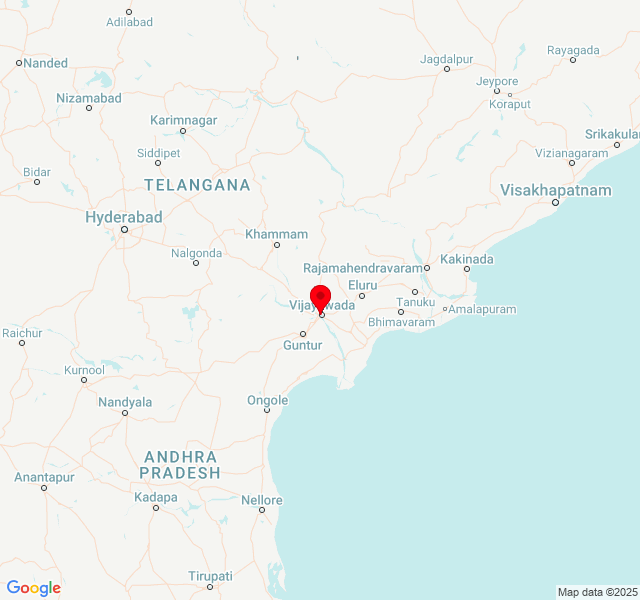 Adilabad
Rayagada
Nanded
Jagdalpur
Jeypore
Nizamabad
Koraput
Karimnagar
Srikakulam
Siddipet
Vizianagaram
Bidar
TELANGANA
Visakhapatnam
Hyderabad
Khammam
Nalgonda
Rajamahendravaram
Kakinada
Eluru
Vijayawada
Tanuku
Amalapuram
Bhimavaram
Raichur
Guntur
Kurnool
Nandyala
Ongole
ANDHRA
PRADESH
Anantapur
Kadapa
Nellore
Tirupati
Google
Map data ©2025